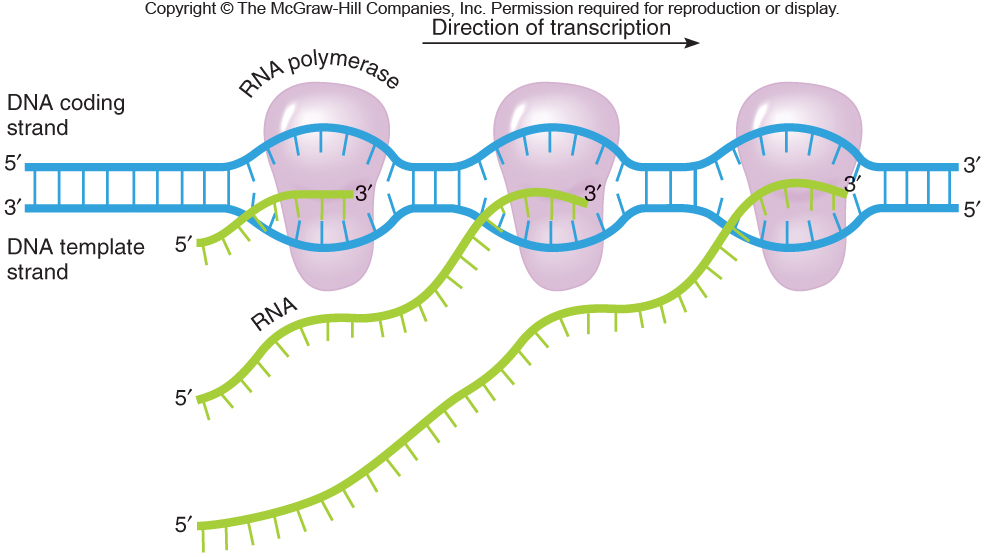 Copyright © The McGraw-Hill Companies, Inc. Permission required for reproduction or display.
Direction of transcription
RNA polymerase
DNA coding
strand
5′
3′
3′
5′
3′
3′
3′
DNA template
strand
5′
RNA
5′
5′